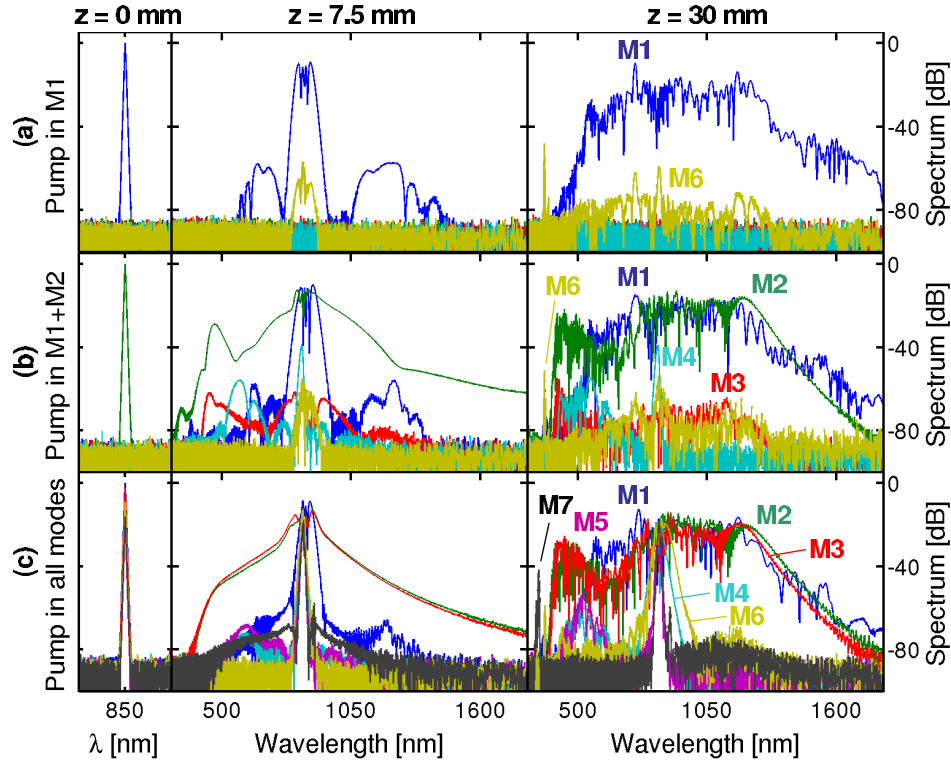 z = 0 mm
z = 7.5 mm
z = 30 mm
(a)
Pump in M1
M1
M6
0
-40
-80
Spectrum [dB]
(b)
Pump in M1+M2
M6
M1
M2
M4
M3
0
-40
-80
Spectrum [dB]
(c)
Pump in all modes
M7
M5
M1
M2
M3
M4
M6
0
-40
-80
Spectrum [dB]
850
500
1050
1600
500
1050
1600
λ [nm]
Wavelength [nm]
Wavelength [nm]